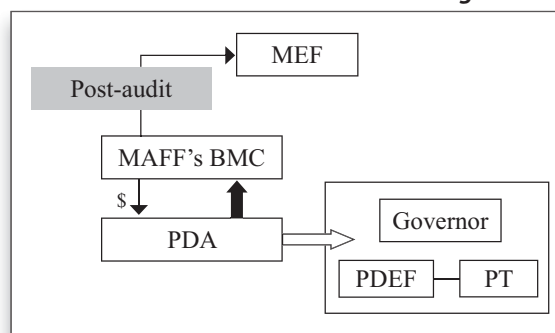 MEF
Post-audit
MAFF's BMC
$
PDA
Governor
PDEF
PT